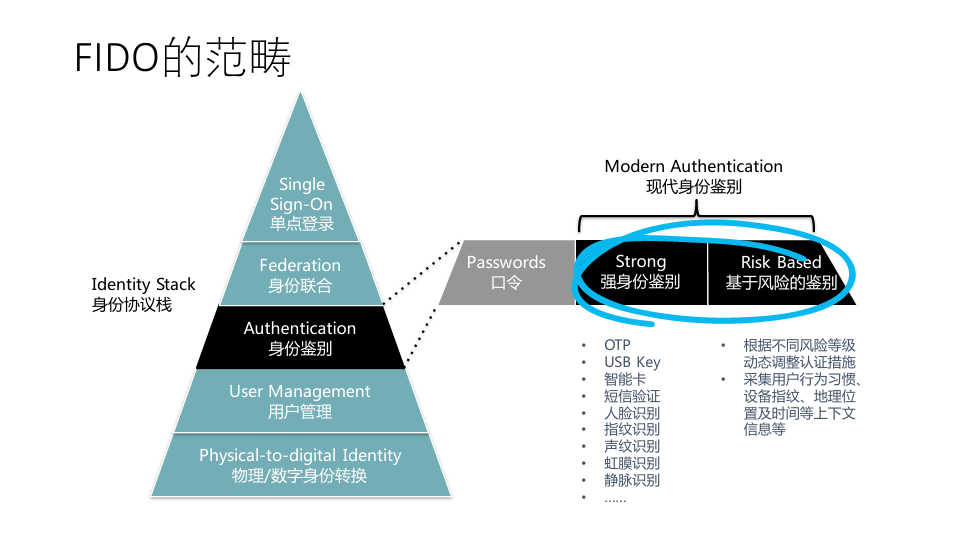 FIDO的范畴
Single
Sign-On
单点登录
Federation
身份联合
Identity Stack
身份协议栈
Authentication
身份鉴别
User Management
用户管理
Physical-to-digital Identity
物理/数字身份转换
Modern Authentication
现代身份鉴别
Passwords
口令
Strong
强身份鉴别
Risk Based
基于风险的鉴别
• OTP
• USB Key
• 智能卡
• 短信验证
• 人脸识别
• 指纹识别
• 声纹识别
• 虹膜识别
• 静脉识别
• ……
• 根据不同风险等级
动态调整认证措施
• 采集用户行为习惯、
设备指纹、地理位
置及时间等上下文
信息等